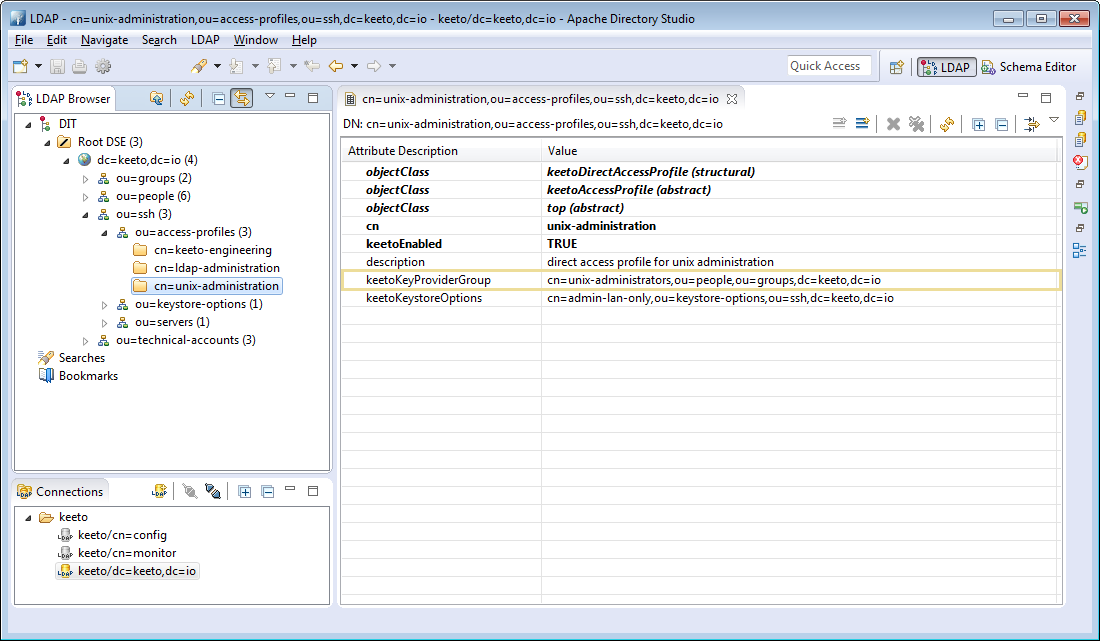 LDAP - cn=unix-administration,ou=access-profiles,ou=ssh,dc=keeto,dc=io - keeto/dc=keeto,dc=io - Apache Directory Studio
File Edit Navigate Search LDAP Window Help
Quick Access LDAP Schema Editor
LDAP Browser
DIT
Root DSE (3)
dc=keeto,dc=io (4)
ou=groups (2)
ou=people (6)
ou=ssh (3)
ou=access-profiles (3)
cn=keeto-engineering
cn=ldap-administration
cn=unix-administration
ou=keystore-options (1)
ou=servers (1)
ou=technical-accounts (3)
Searches
Bookmarks
Connections
LDAP
keeto
LDAP keeto/cn=config
LDAP keeto/cn=monitor
LDAP keeto/dc=keeto,dc=io
cn=unix-administration,ou=access-profiles,ou=ssh,dc=keeto,dc=io
DN: cn=unix-administration,ou=access-profiles,ou=ssh,dc=keeto,dc=io
Attribute Description Value
objectClass keetoDirectAccessProfile (structural)
objectClass keetoAccessProfile (abstract)
objectClass top (abstract)
cn unix-administration
keetoEnabled TRUE
description direct access profile for unix administration
keetoKeyProviderGroup cn=unix-administrators,ou=people,ou=groups,dc=keeto,dc=io
keetoKeystoreOptions cn=admin-lan-only,ou=keystore-options,ou=ssh,dc=keeto,dc=io